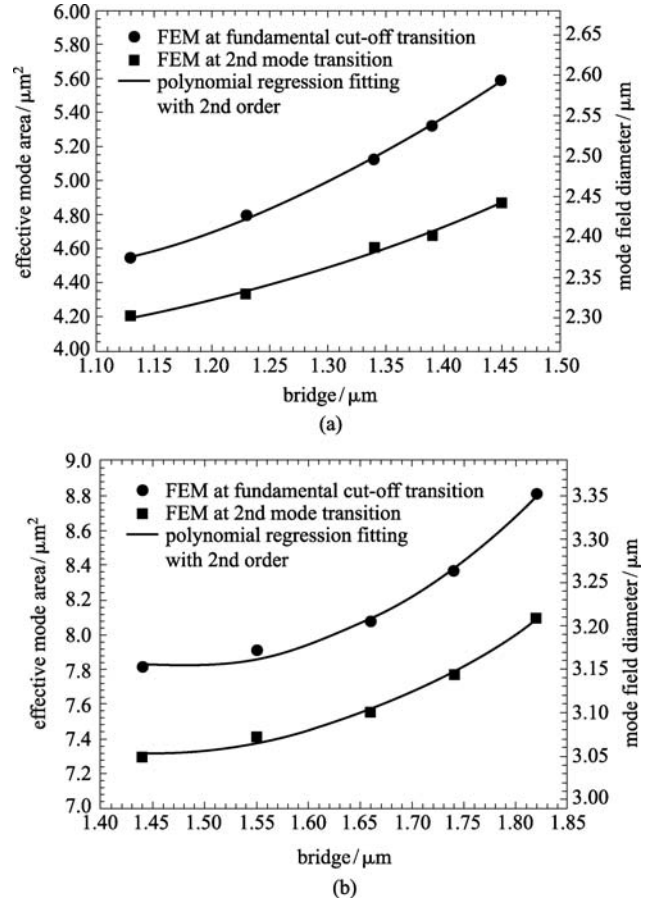 6.00
5.60
5.20
5.00
4.80
4.60
4.20
4.00
effective mode area/μm²
● FEM at fundamental cut-off transition
■ FEM at 2nd mode transition
— polynomial regression fitting
with 2nd order
2.65
2.60
2.55
2.50
2.45
2.40
2.35
2.30
mode field diameter/μm
1.10 1.15 1.20 1.25 1.30 1.35 1.40 1.45 1.50
bridge/μm
(a)
9.0
8.8
8.6
8.4
8.2
8.0
7.8
7.6
7.4
7.2
7.0
effective mode area/μm²
● FEM at fundamental cut-off transition
■ FEM at 2nd mode transition
— polynomial regression fitting
with 2nd order
3.35
3.30
3.25
3.20
3.15
3.10
3.05
3.00
mode field diameter/μm
1.40 1.45 1.50 1.55 1.60 1.65 1.70 1.75 1.80 1.85
bridge/μm
(b)